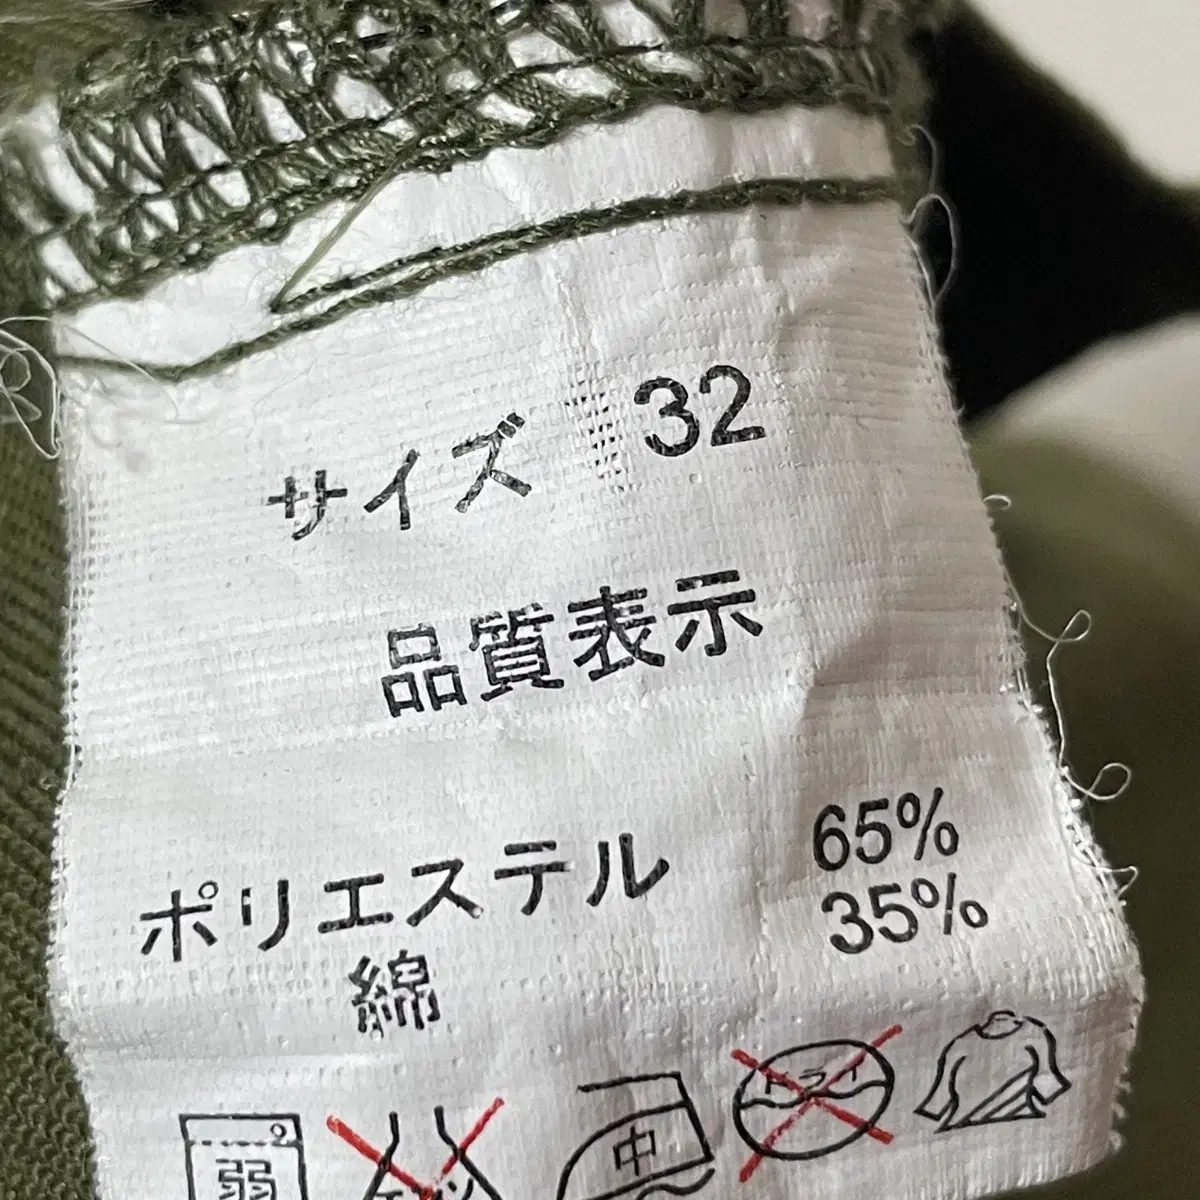 サイズ 32
品質表示
ポリエステル 65%
綿 35%
弱 中 ドライ